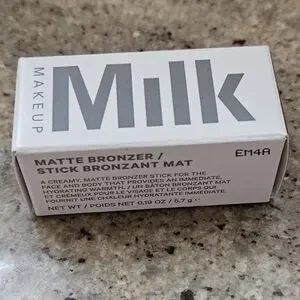 MAKEUP
Milk
MATTE BRONZER /
STICK BRONZANT MAT
EM4A
A CREAMY, MATTE BRONZER STICK FOR THE
FACE AND BODY THAT PROVIDES AN IMMEDIATE,
HYDRATING WARMTH. / UN BÂTON BRONZANT MAT
ET CRÉMEUX POUR LE VISAGE ET LE CORPS QUI
FOURNIT UNE CHALEUR HYDRATANTE IMMÉDIATE.
NET WT / POIDS NET 0.19 OZ / 5.7 g